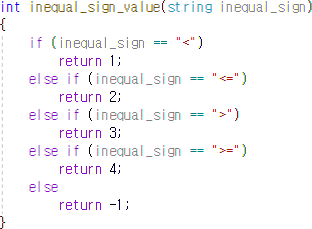 int inequal_sign_value(string inequal_sign)
{
    if (inequal_sign == "<")
        return 1;
    else if (inequal_sign == "<=")
        return 2;
    else if (inequal_sign == ">")
        return 3;
    else if (inequal_sign == ">=")
        return 4;
    else
        return -1;
}